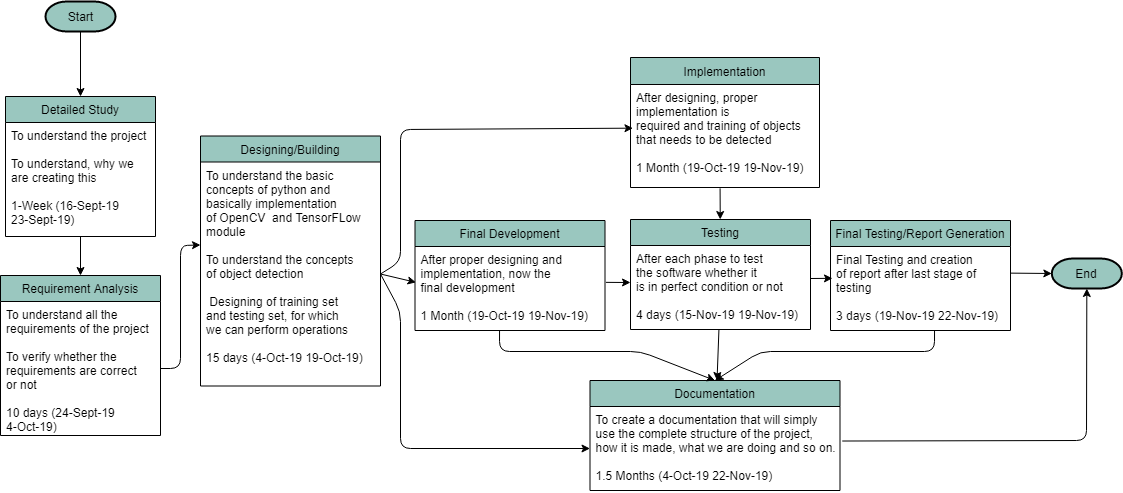 Start
Detailed Study
To understand the project
To understand, why we
are creating this
1-Week (16-Sept-19
23-Sept-19)
Requirement Analysis
To understand all the
requirements of the project
To verify whether the
requirements are correct
or not
10 days (24-Sept-19
4-Oct-19)
Designing/Building
To understand the basic
concepts of python and
basically implementation
of OpenCV and TensorFLow
module
To understand the concepts
of object detection
Designing of training set
and testing set, for which
we can perform operations
15 days (4-Oct-19 19-Oct-19)
Implementation
After designing, proper
implementation is
required and training of objects
that needs to be detected
1 Month (19-Oct-19 19-Nov-19)
Final Development
After proper designing and
implementation, now the
final development
1 Month (19-Oct-19 19-Nov-19)
Testing
After each phase to test
the software whether it
is in perfect condition or not
4 days (15-Nov-19 19-Nov-19)
Final Testing/Report Generation
Final Testing and creation
of report after last stage of
testing
3 days (19-Nov-19 22-Nov-19)
End
Documentation
To create a documentation that will simply
use the complete structure of the project,
how it is made, what we are doing and so on.
1.5 Months (4-Oct-19 22-Nov-19)